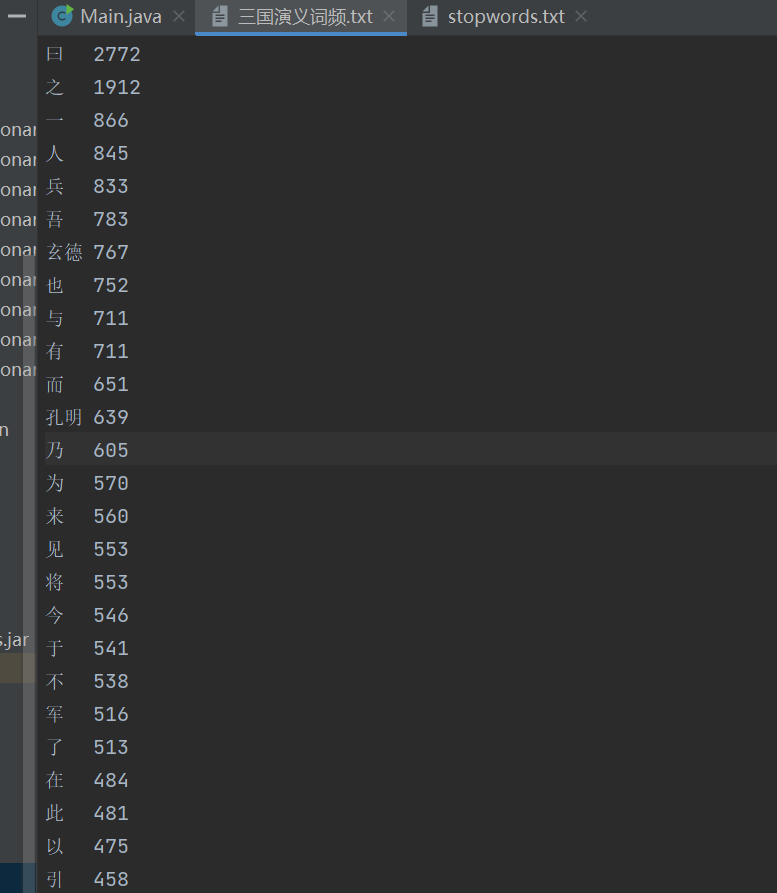 Main.java 三国演义词频.txt stopwords.txt
曰 2772
之 1912
一 866
人 845
兵 833
吾 783
玄德 767
也 752
与 711
有 711
而 651
孔明 639
乃 605
为 570
来 560
见 553
将 553
今 546
于 541
不 538
军 516
了 513
在 484
此 481
以 475
引 458
onar
onar
onar
onar
onar
onar
onar
onar
onar
n
s.jar